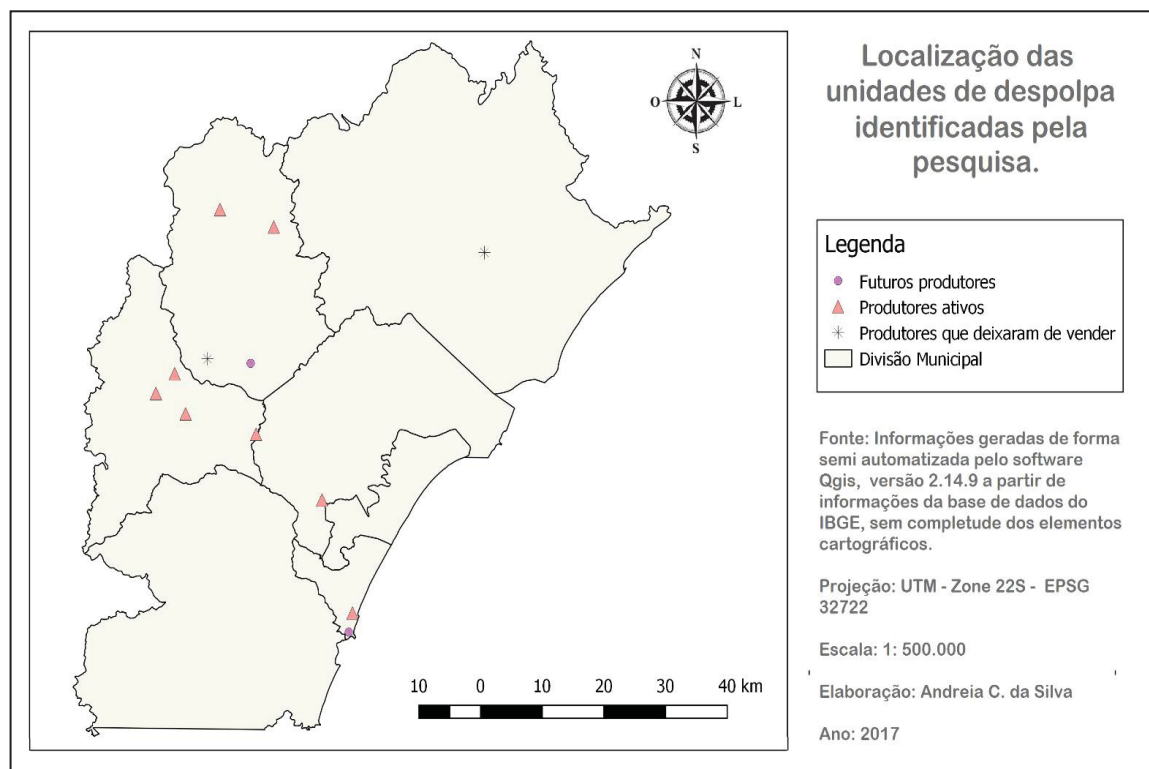 Localização das
unidades de despolpa
identificadas pela
pesquisa.
N
O
L
S
Legenda
Futuros produtores
Produtores ativos
Produtores que deixaram de vender
Divisão Municipal
Fonte: Informações geradas de forma
semi automatizada pelo software
Qgis, versão 2.14.9 a partir de
informações da base de dados do
IBGE, sem completude dos elementos
cartográficos.
Projeção: UTM - Zone 22S - EPSG
32722
Escala: 1: 500.000
Elaboração: Andreia C. da Silva
Ano: 2017
10 0 10 20 30 40 km